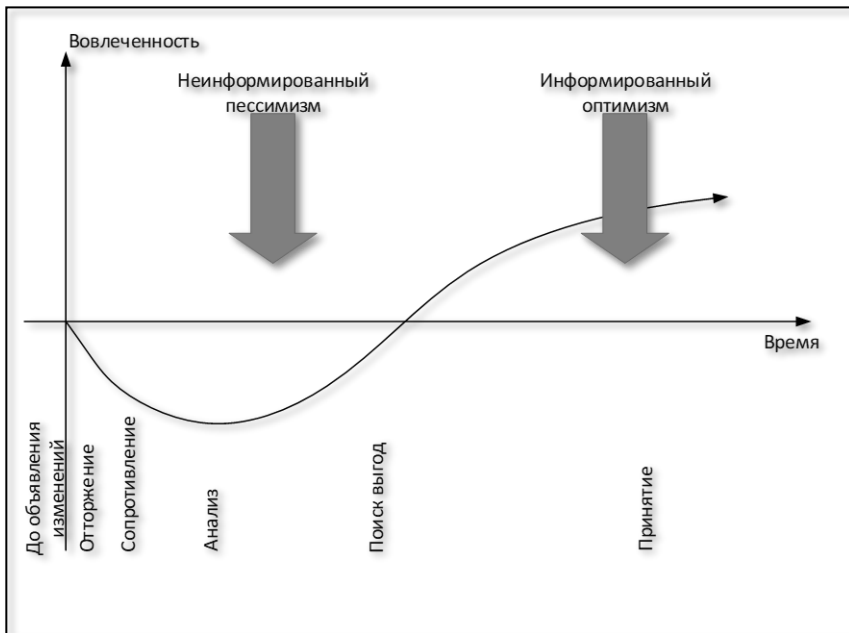 Вовлеченность
Неинформированный
пессимизм
Информированный
оптимизм
Время
До объявления
изменений
Отторжение
Сопротивление
Анализ
Поиск выгод
Принятие